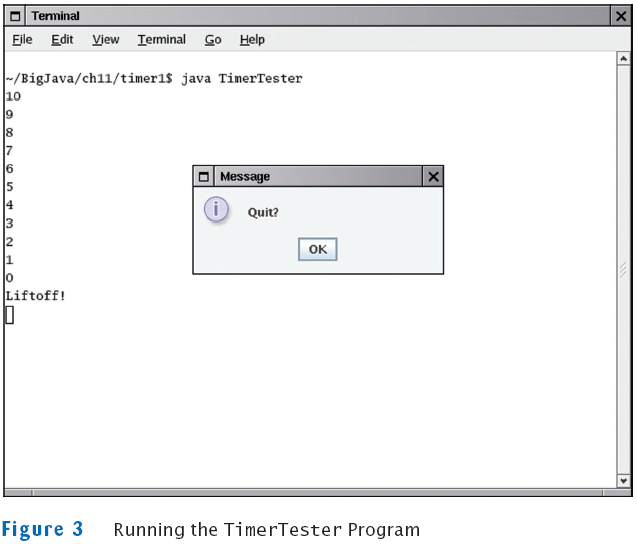 Terminal
File Edit View Terminal Go Help
~/BigJava/ch11/timer1$ java TimerTester
10
9
8
7
6
5
4
3
2
1
0
Liftoff!
Message
i
Quit?
OK
Figure 3 Running the TimerTester Program